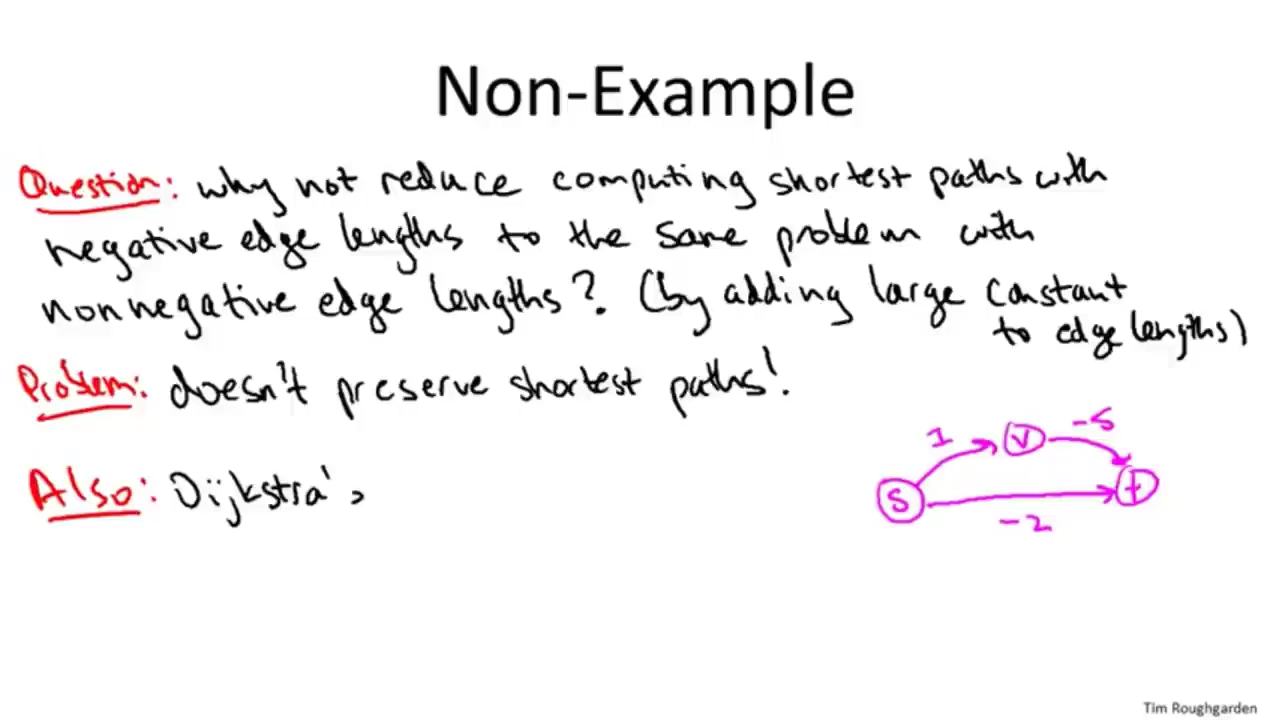 Non-Example
Question: why not reduce computing shortest paths with
negative edge lengths to the same problem with
nonnegative edge lengths? (by adding large constant
to edge lengths)
Problem: doesn't preserve shortest paths!
1
V
-5
Also: Dijkstra's
S
t
-2
Tim Roughgarden